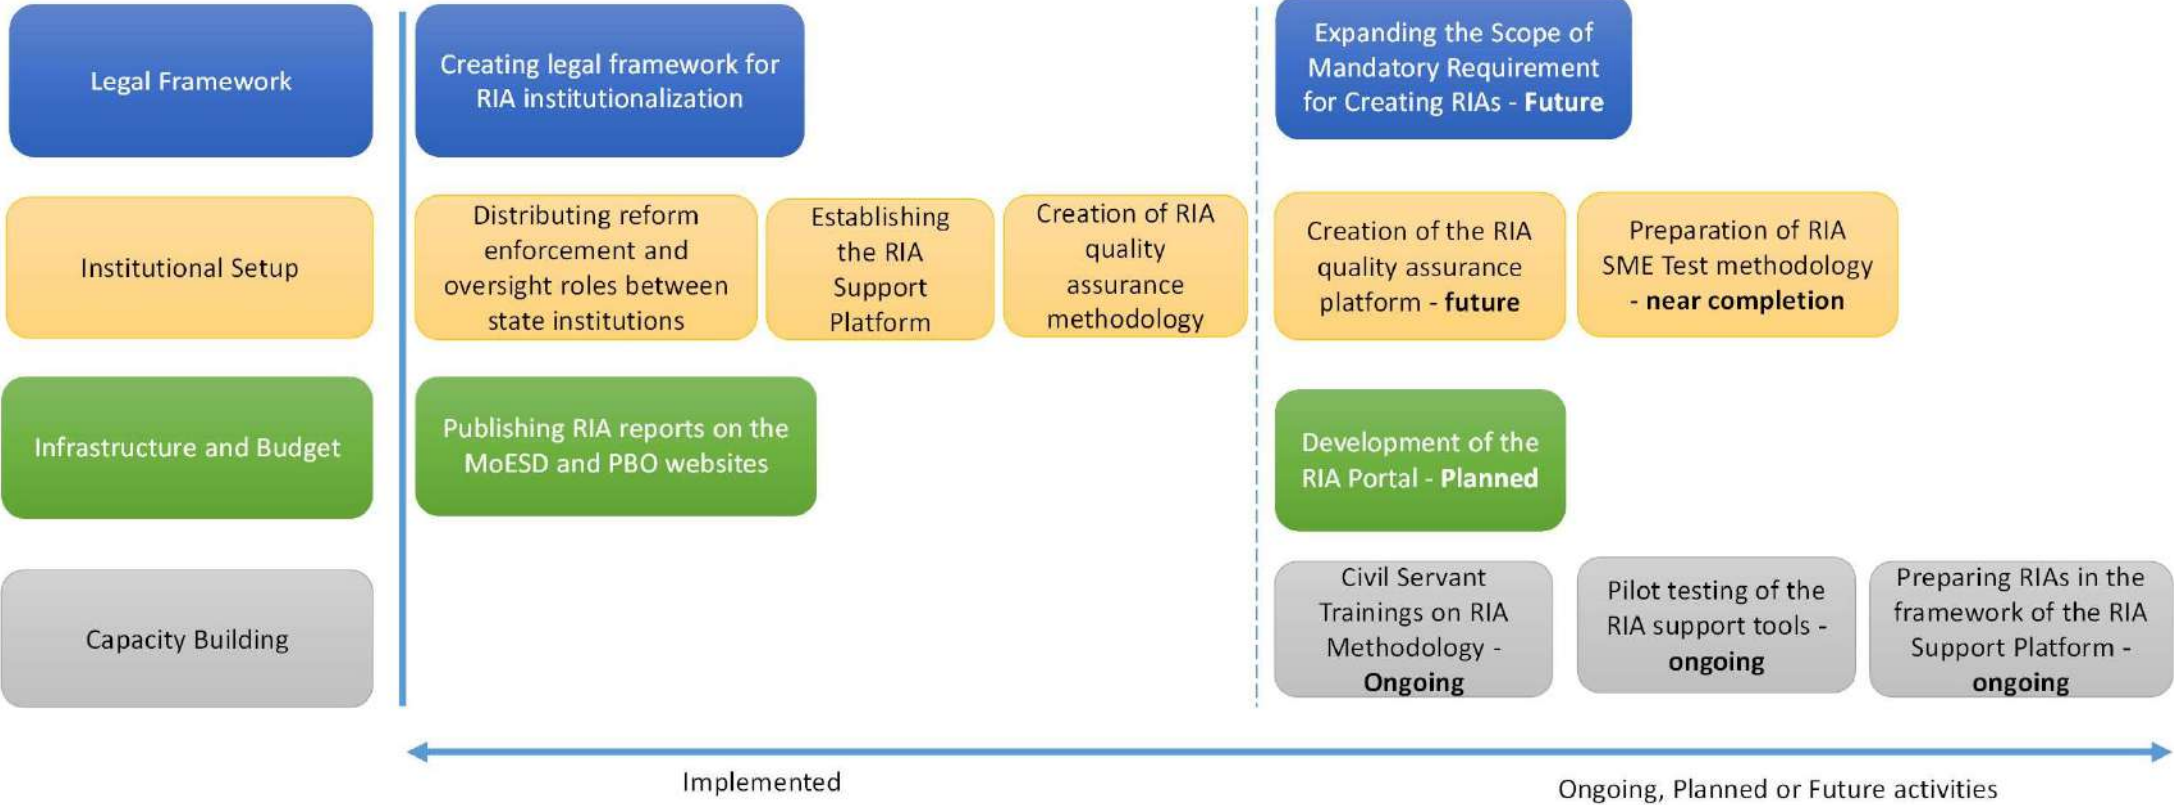 Legal Framework
Creating legal framework for
RIA institutionalization
Expanding the Scope of
Mandatory Requirement
for Creating RIAs - Future
Institutional Setup
Distributing reform
enforcement and
oversight roles between
state institutions
Establishing
the RIA
Support
Platform
Creation of RIA
quality
assurance
methodology
Creation of the RIA
quality assurance
platform - future
Preparation of RIA
SME Test methodology
- near completion
Infrastructure and Budget
Publishing RIA reports on the
MoESD and PBO websites
Development of the
RIA Portal - Planned
Capacity Building
Civil Servant
Trainings on RIA
Methodology -
Ongoing
Pilot testing of the
RIA support tools -
ongoing
Preparing RIAs in the
framework of the RIA
Support Platform -
ongoing
Implemented
Ongoing, Planned or Future activities